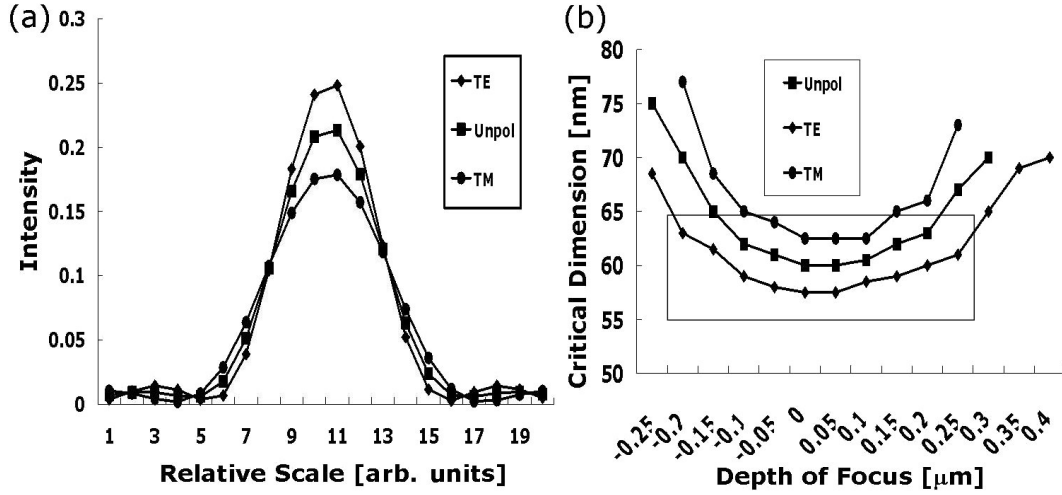 (a)
0.3
0.25
0.2
0.15
0.1
0.05
0
Intensity
TE
Unpol
TM
1 3 5 7 9 11 13 15 17 19
Relative Scale [arb. units]
(b)
80
75
70
65
60
55
50
Critical Dimension [nm]
Unpol
TE
TM
-0.25 -0.2 -0.15 -0.1 -0.05 0 0.05 0.1 0.15 0.2 0.25 0.3 0.35 0.4
Depth of Focus [μm]